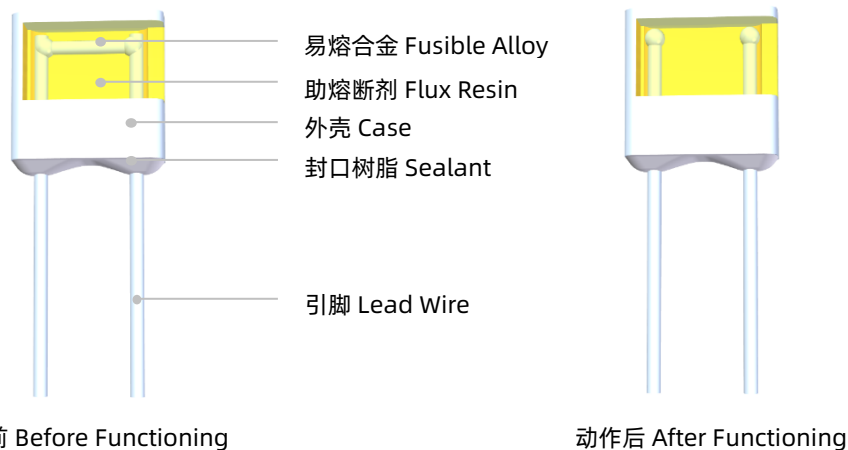 易熔合金 Fusible Alloy
助熔断剂 Flux Resin
外壳 Case
封口树脂 Sealant
引脚 Lead Wire
前 Before Functioning
动作后 After Functioning